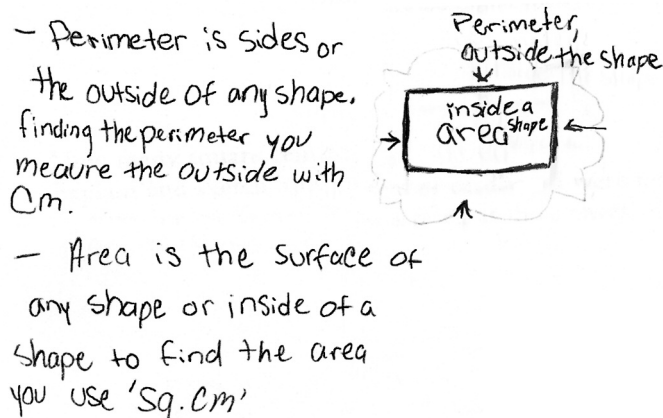 - Perimeter is sides or
the outside of any shape.
finding the perimeter you
meaure the outside with
Cm.
Perimeter,
outside the shape
inside a
area shape
- Area is the surface of
any shape or inside of a
shape to find the area
you use 'sq.cm'